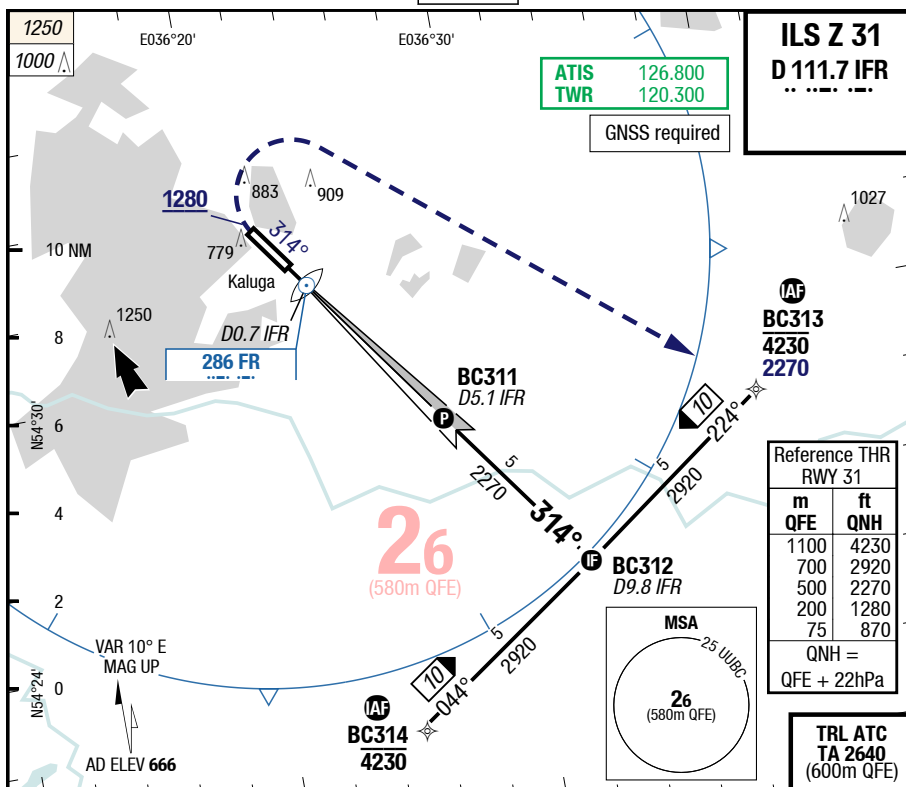 1250
1000
E036°20'
E036°30'
ILS Z 31
D 111.7 IFR
ATIS 126.800
TWR 120.300
GNSS required
883
909
1280
314°
779
1027
10 NM
Kaluga
1250
D0.7 IFR
286 FR
8
IAF
BC313
4230
2270
BC311
D5.1 IFR
P
10
224°
N54°30'
6
5
2270
5
2920
Reference THR
RWY 31
m ft
QFE QNH
1100 4230
700 2920
500 2270
200 1280
75 870
QNH =
QFE + 22hPa
4
314°
26
(580m QFE)
IF
BC312
D9.8 IFR
2
5
2920
MSA
25 UUBC
26
(580m QFE)
VAR 10° E
MAG UP
N54°24'
0
10
044°
IAF
BC314
4230
AD ELEV 666
TRL ATC
TA 2640
(600m QFE)